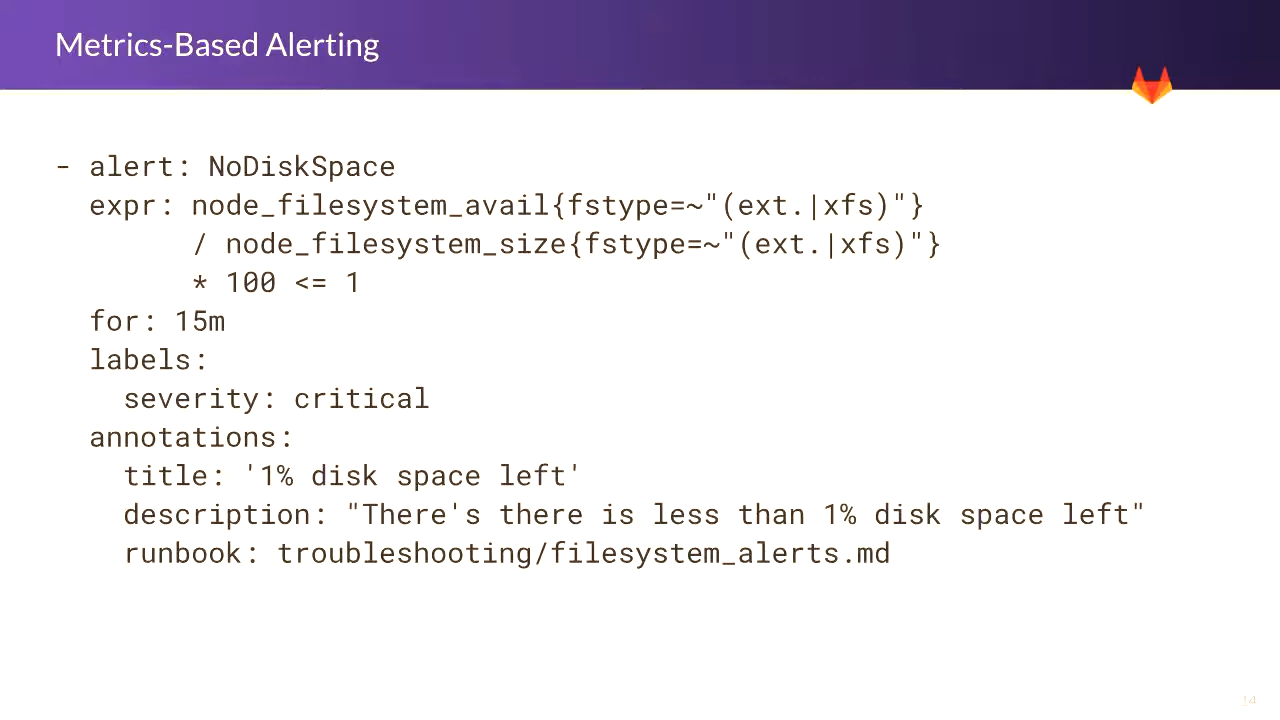 Metrics-Based Alerting
- alert: NoDiskSpace
expr: node_filesystem_avail{fstype=~"(ext.|xfs)"}
/ node_filesystem_size{fstype=~"(ext.|xfs)"}
* 100 <= 1
for: 15m
labels:
severity: critical
annotations:
title: '1% disk space left'
description: "There's there is less than 1% disk space left"
runbook: troubleshooting/filesystem_alerts.md
14